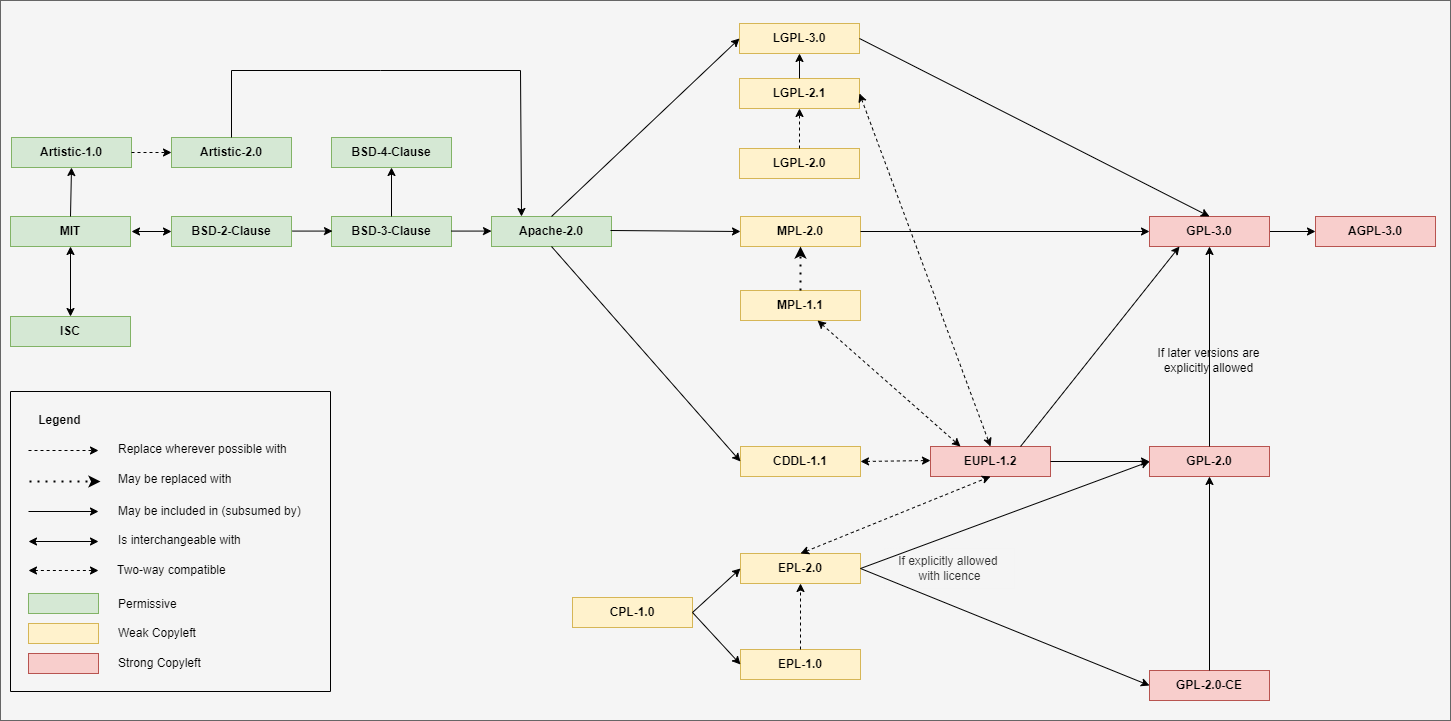 LGPL-3.0
LGPL-2.1
Artistic-1.0
Artistic-2.0
BSD-4-Clause
LGPL-2.0
MIT
BSD-2-Clause
BSD-3-Clause
Apache-2.0
MPL-2.0
GPL-3.0
AGPL-3.0
MPL-1.1
ISC
If later versions are
explicitly allowed
Legend
Replace wherever possible with
May be replaced with
May be included in (subsumed by)
Is interchangeable with
Two-way compatible
Permissive
Weak Copyleft
Strong Copyleft
CDDL-1.1
EUPL-1.2
GPL-2.0
EPL-2.0
If explicitly allowed
with licence
CPL-1.0
EPL-1.0
GPL-2.0-CE